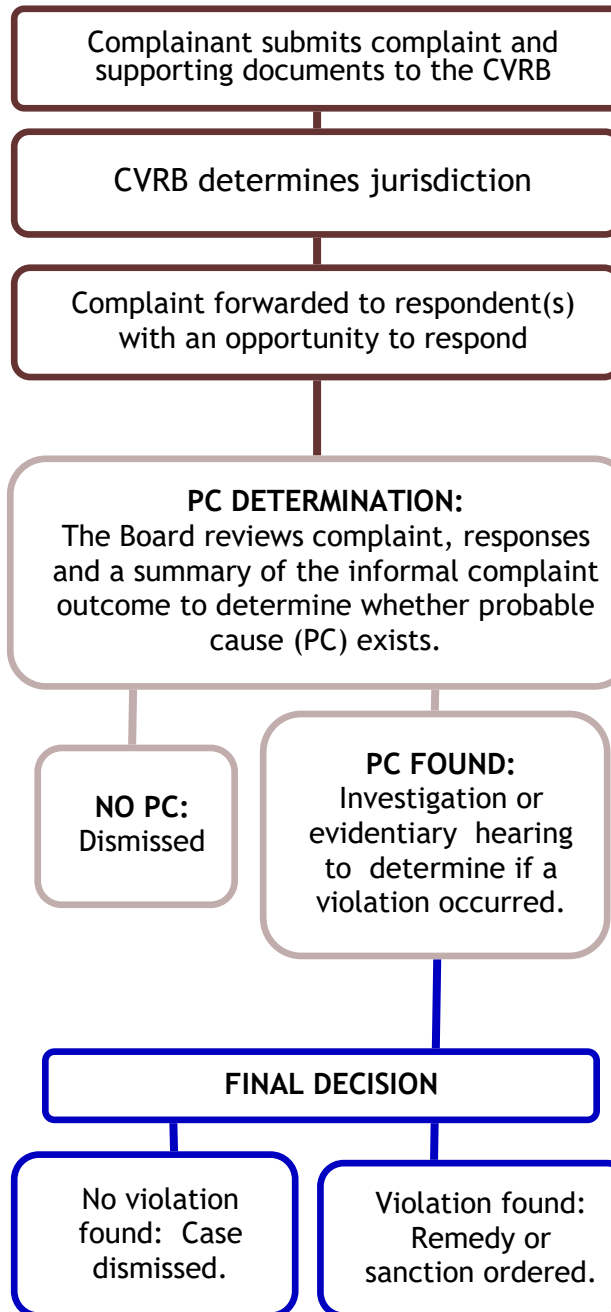 Complainant submits complaint and
supporting documents to the CVRB
CVRB determines jurisdiction
Complaint forwarded to respondent(s)
with an opportunity to respond
PC DETERMINATION:
The Board reviews complaint, responses
and a summary of the informal complaint
outcome to determine whether probable
cause (PC) exists.
NO PC:
Dismissed
PC FOUND:
Investigation or
evidentiary hearing
to determine if a
violation occurred.
FINAL DECISION
No violation
found: Case
dismissed.
Violation found:
Remedy or
sanction ordered.